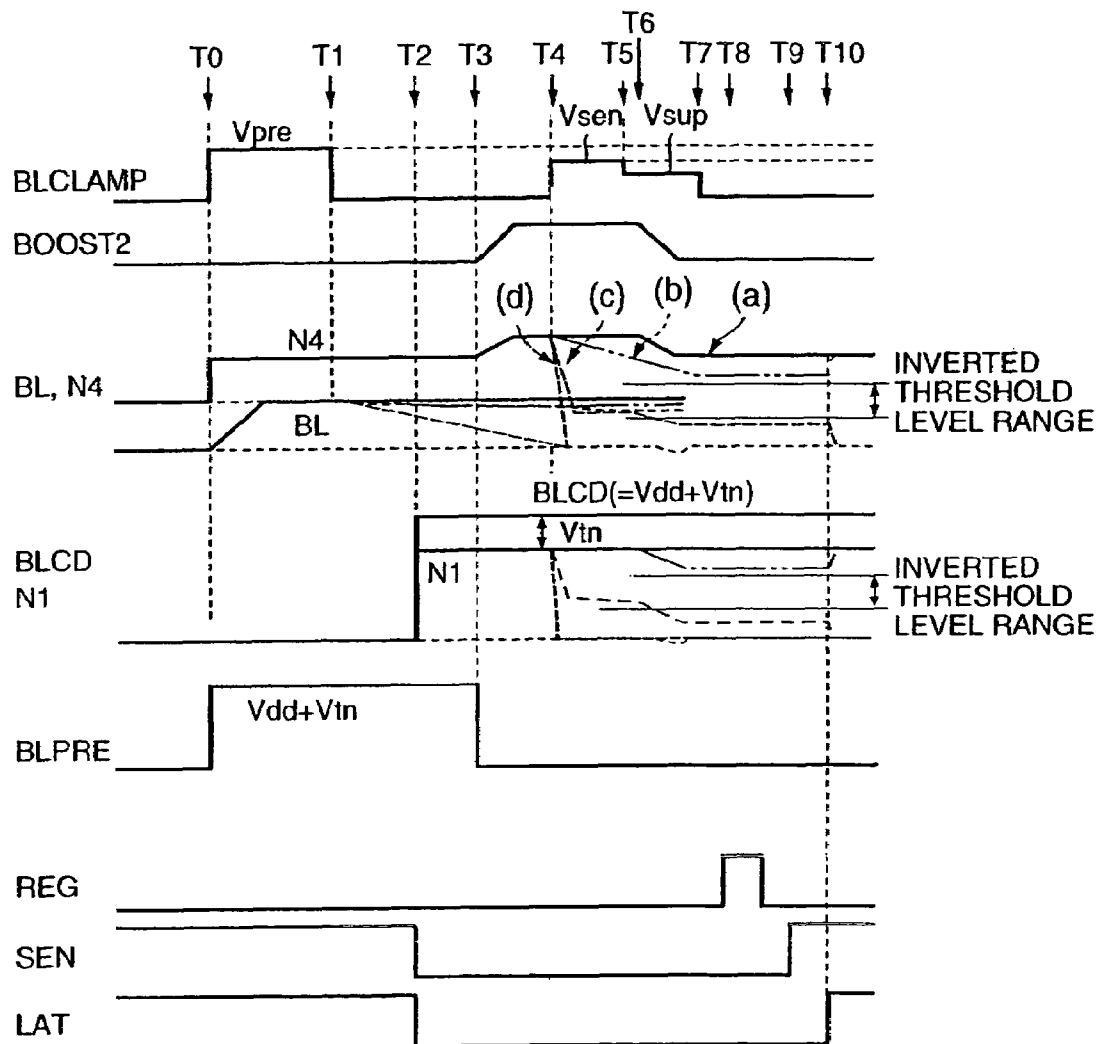 T6
T0 T1 T2 T3 T4 T5 T7 T8 T9 T10
Vpre Vsen Vsup
BLCLAMP
BOOST2
(d) (c) (b) (a)
N4
INVERTED
BL, N4 THRESHOLD
BL LEVEL RANGE
BLCD(=Vdd+Vtn)
Vtn
BLCD N1 INVERTED
N1 THRESHOLD
LEVEL RANGE
Vdd+Vtn
BLPRE
REG
SEN
LAT